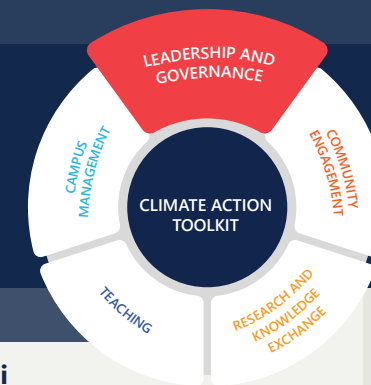 LEADERSHIP AND
GOVERNANCE
CAMPUS
MANAGEMENT
COMMUNITY
ENGAGEMENT
CLIMATE ACTION
TOOLKIT
TEACHING
RESEARCH AND
KNOWLEDGE
EXCHANGE
i